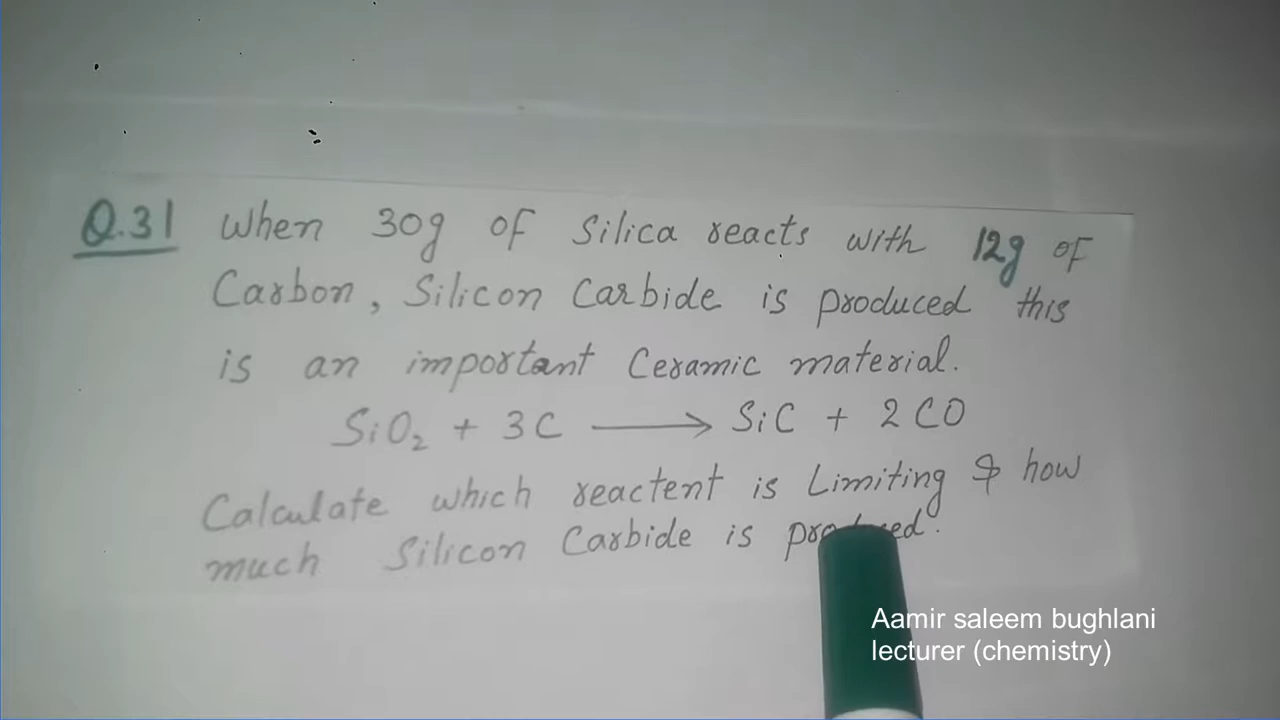 Q.31 When 30g of Silica reacts with 12g of
Carbon, Silicon Carbide is produced this
is an important Ceramic material.
SiO₂ + 3C ⟶ SiC + 2CO
Calculate which reactent is Limiting & how
much Silicon Carbide is produced.
Aamir saleem bughlani
lecturer (chemistry)